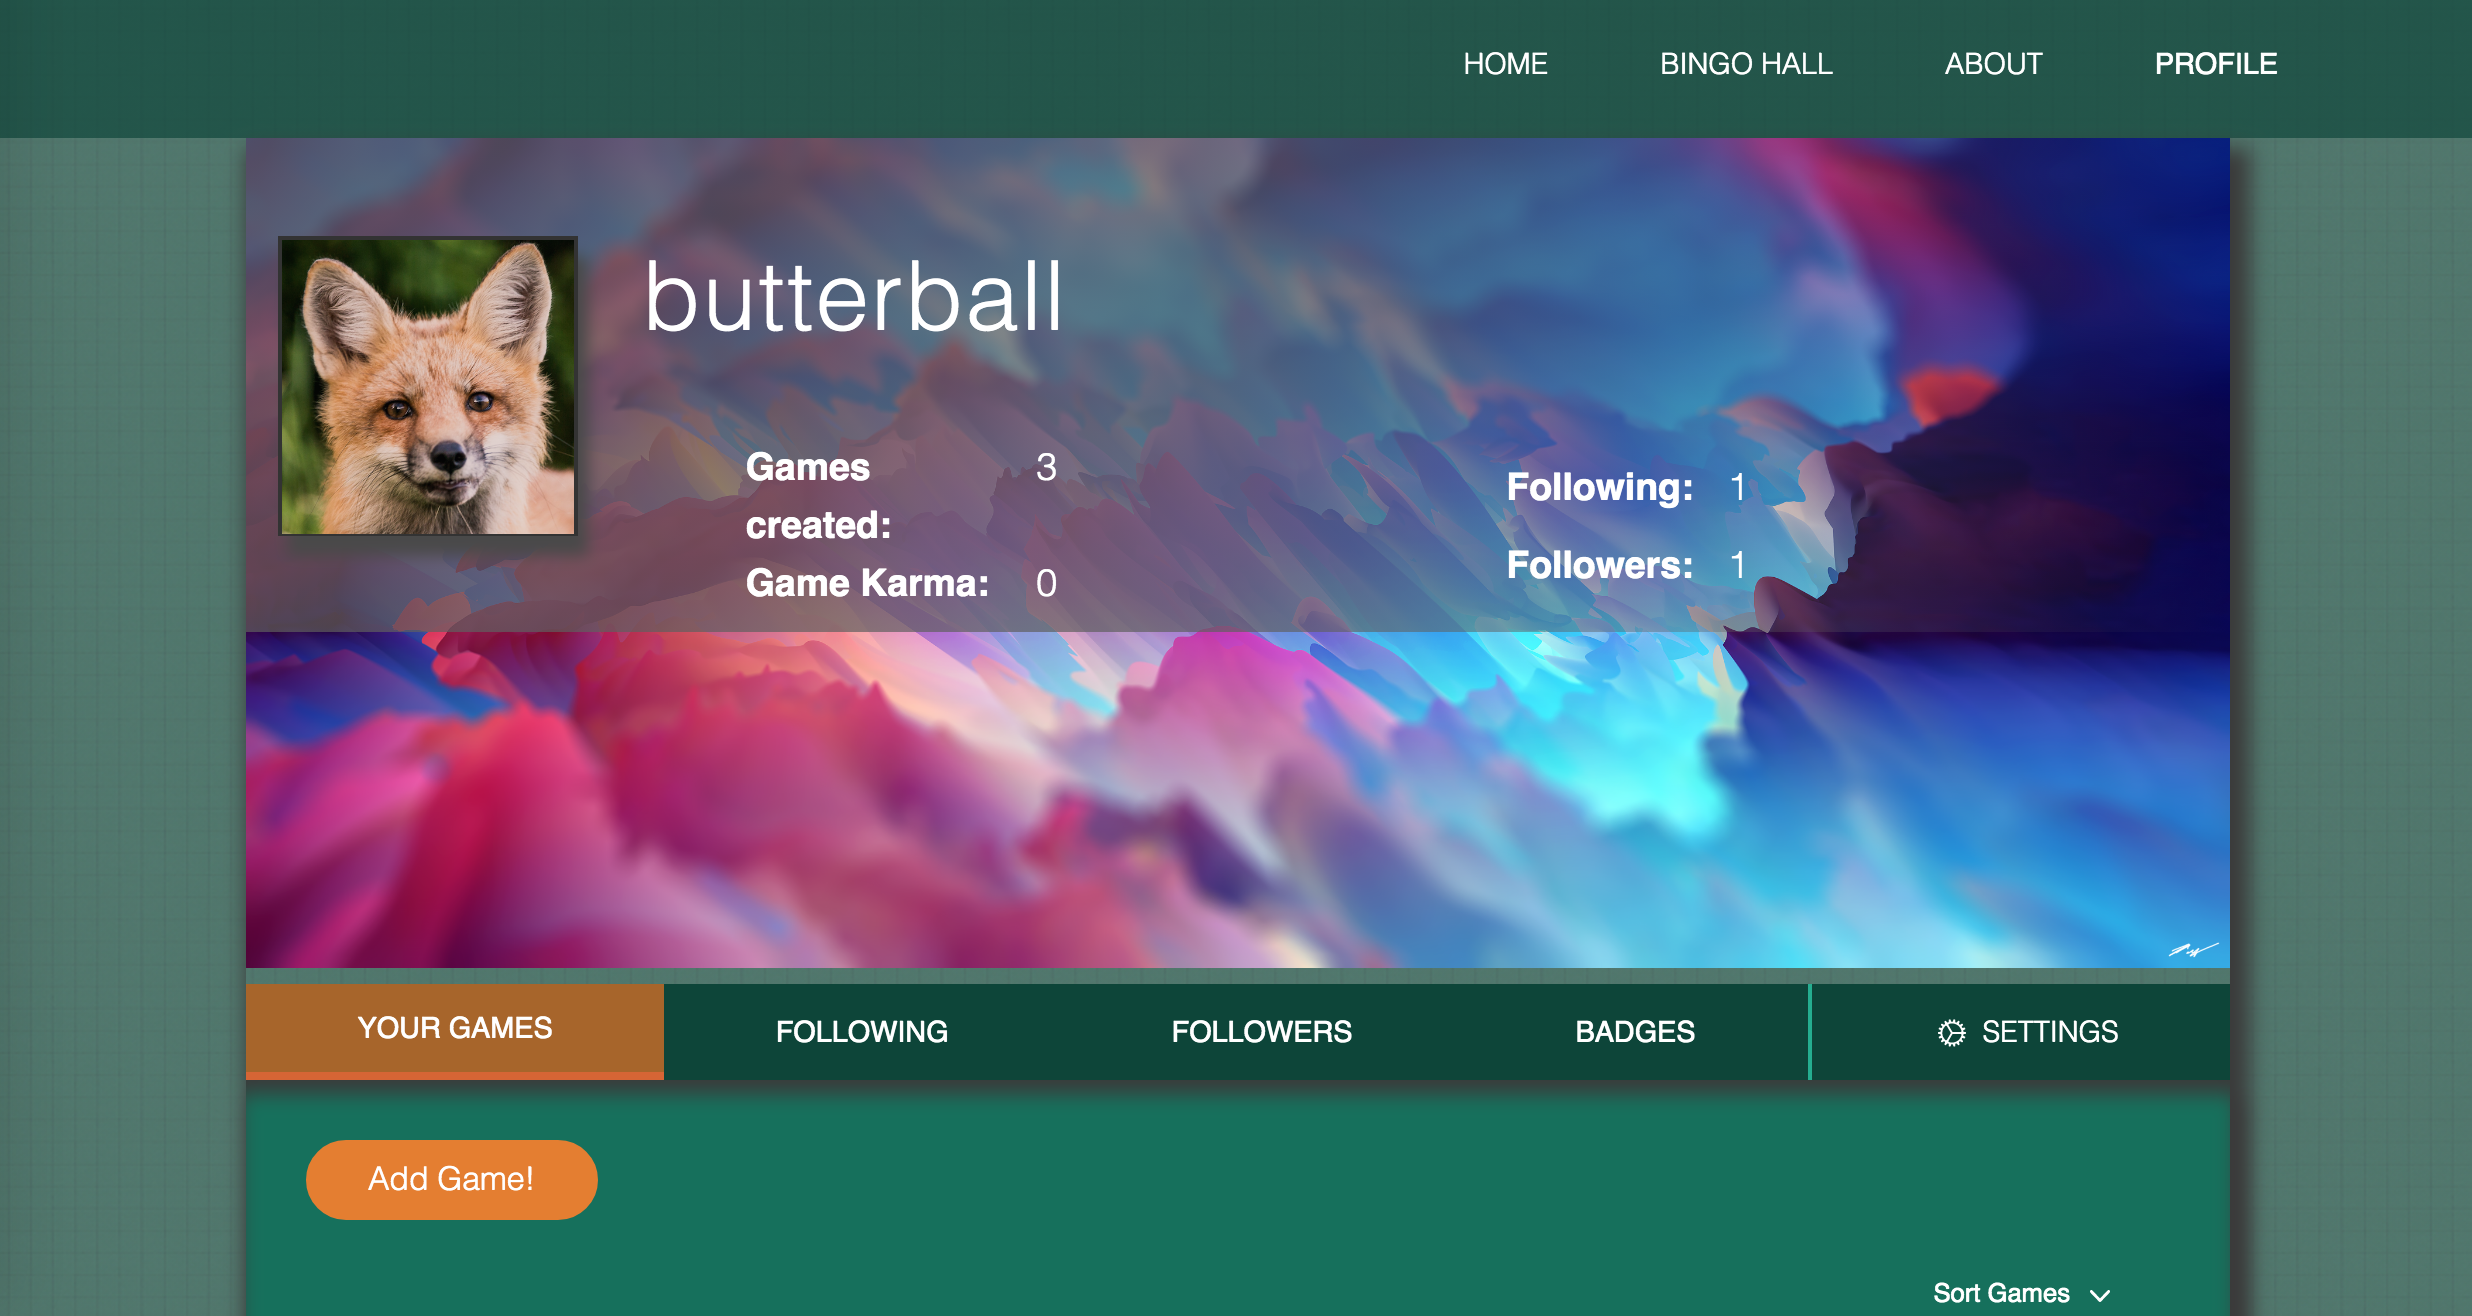 HOME BINGO HALL ABOUT PROFILE
butterball
Games created: 3
Game Karma: 0
Following: 1
Followers: 1
YOUR GAMES FOLLOWING FOLLOWERS BADGES SETTINGS
Add Game!
Sort Games